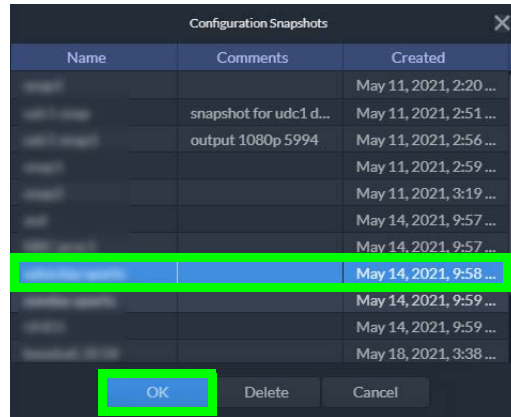 Configuration Snapshots
Name Comments Created
May 11, 2021, 2:20 ...
snapshot for udc1 d... May 11, 2021, 2:51 ...
output 1080p 5994 May 11, 2021, 2:56 ...
May 11, 2021, 2:59 ...
May 11, 2021, 3:19 ...
May 14, 2021, 9:57 ...
May 14, 2021, 9:57 ...
May 14, 2021, 9:58 ...
May 14, 2021, 9:59 ...
May 14, 2021, 9:59 ...
May 18, 2021, 3:38 ...
OK Delete Cancel